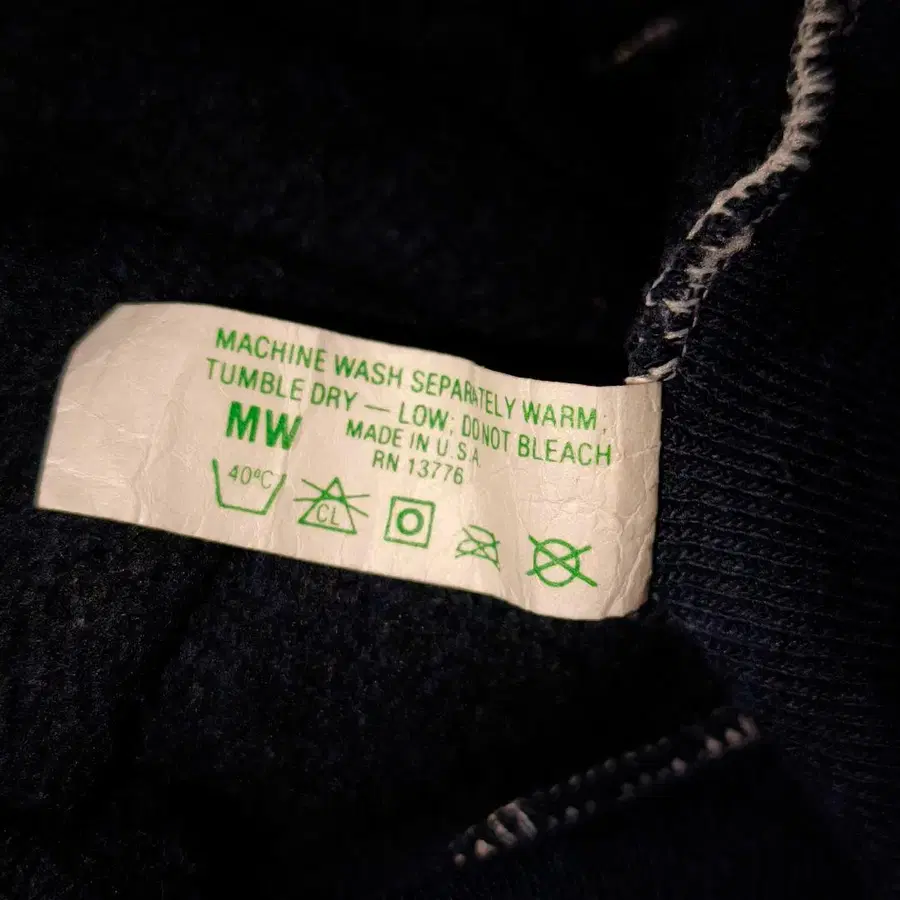 MACHINE WASH SEPARATELY WARM;
TUMBLE DRY — LOW; DO NOT BLEACH
MW MADE IN U.S.A.
RN 13776
40°C CL